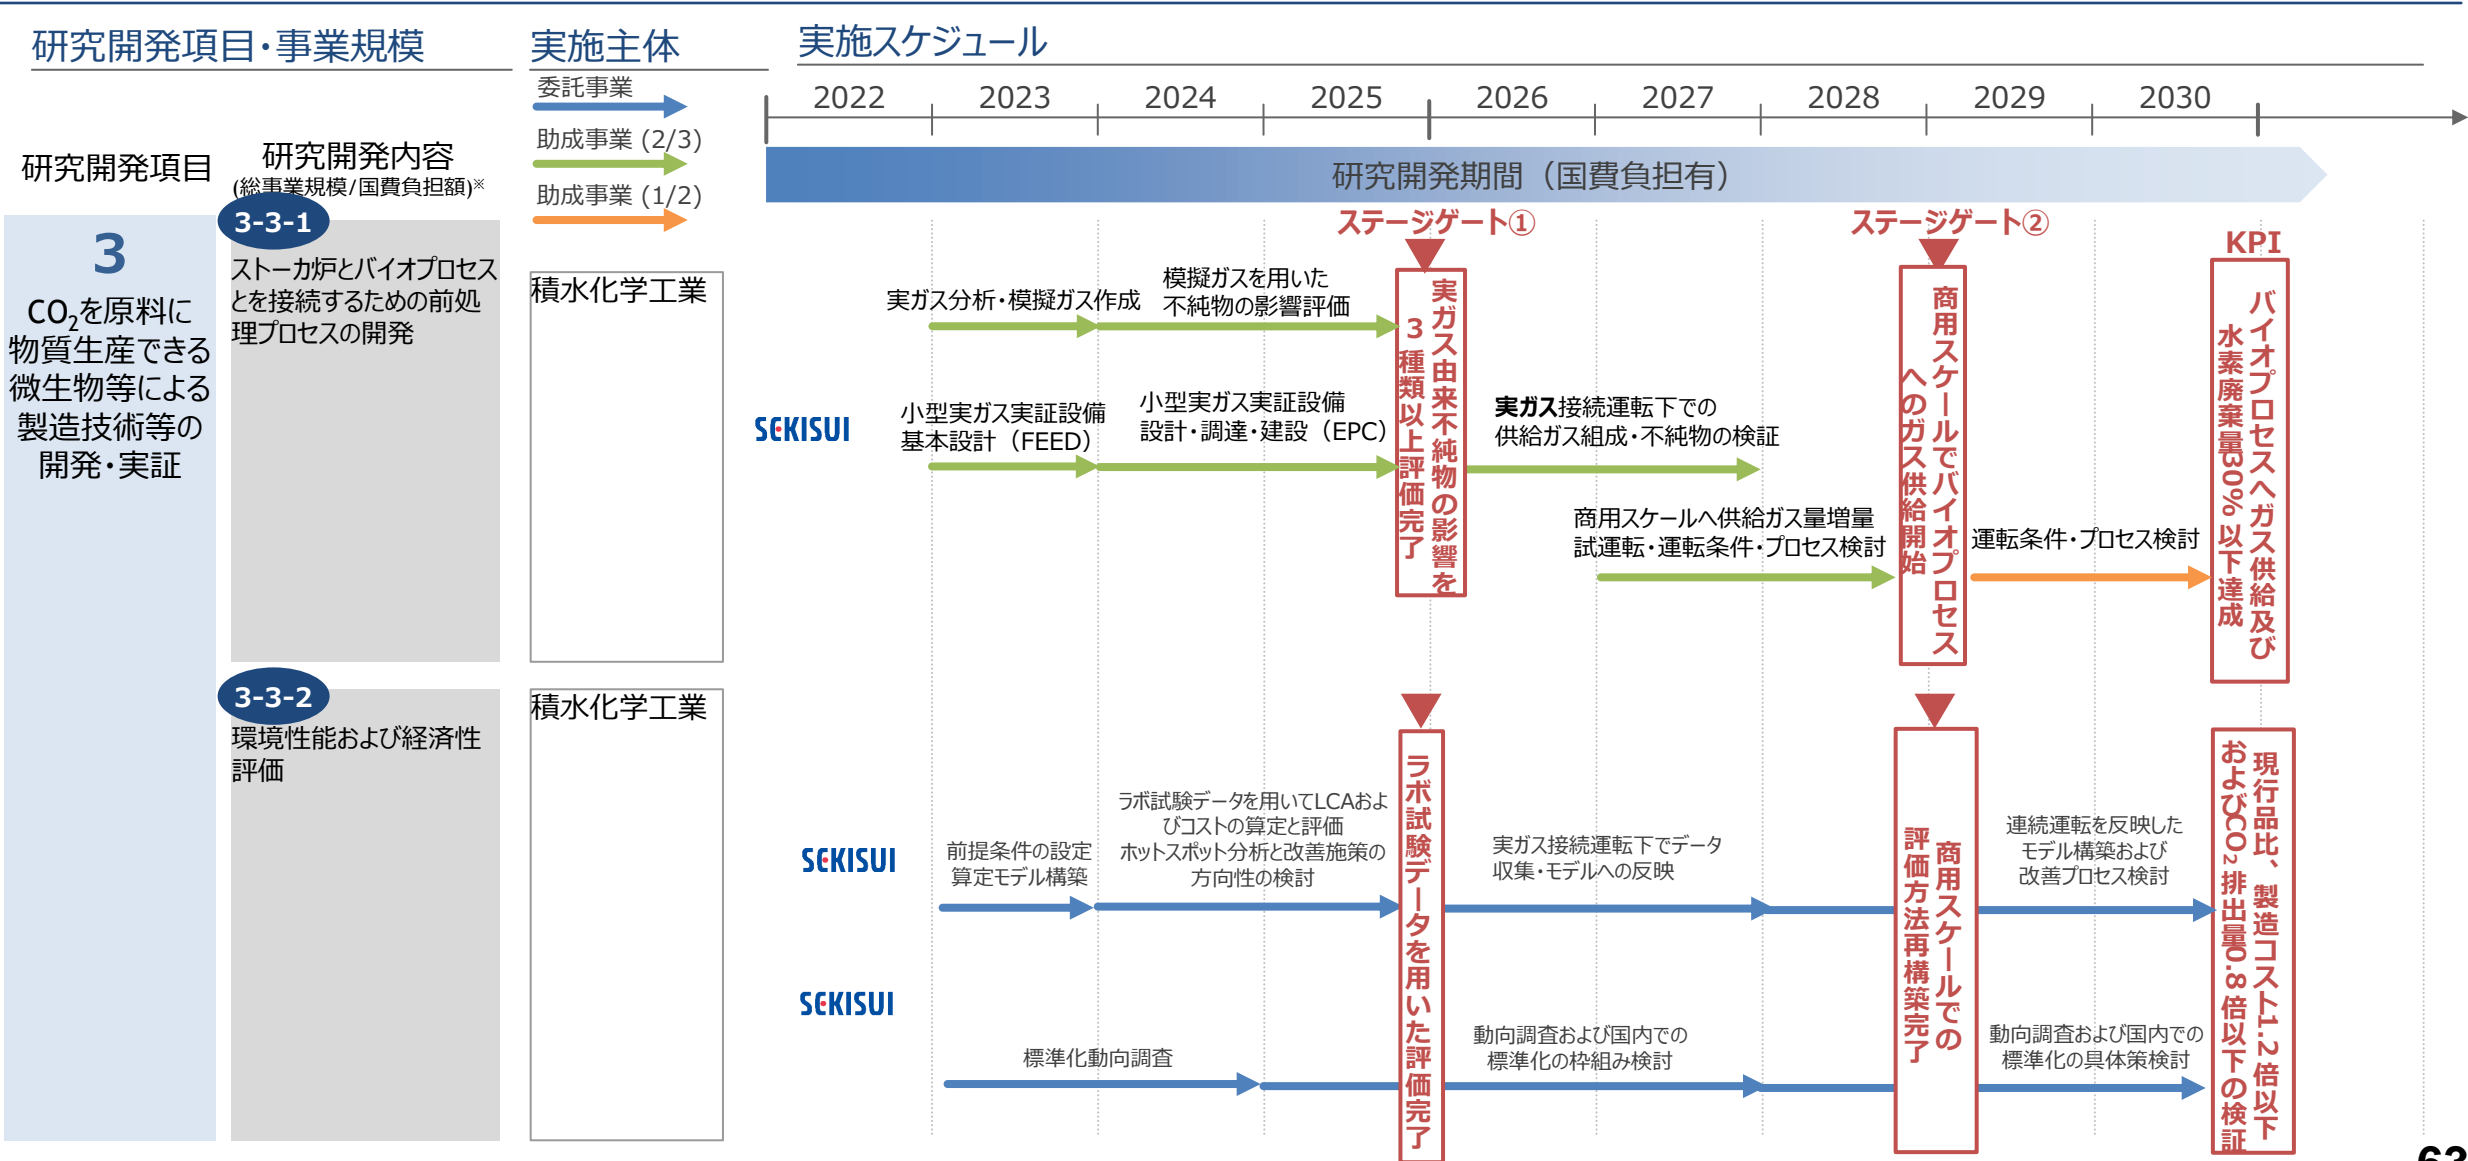 研究開発項目・事業規模
実施主体
実施スケジュール
委託事業
助成事業 (2/3)
助成事業 (1/2)
2022
2023
2024
2025
2026
2027
2028
2029
2030
研究開発項目
研究開発内容
(総事業規模/国費負担額)※
研究開発期間（国費負担有）
3
CO2を原料に
物質生産できる
微生物等による
製造技術等の
開発・実証
3-3-1
ストーカ炉とバイオプロセス
とを接続するための前処
理プロセスの開発
積水化学工業
SEKISUI
ステージゲート①
ステージゲート②
KPI
実ガス分析・模擬ガス作成
模擬ガスを用いた
不純物の影響評価
小型実ガス実証設備
基本設計（FEED）
小型実ガス実証設備
設計・調達・建設（EPC）
実ガス由来不純物の影響を
3種類以上評価完了
実ガス接続運転下での
供給ガス組成・不純物の検証
商用スケールへ供給ガス量増量
試運転・運転条件・プロセス検討
商用スケールでバイオプロセス
へのガス供給開始
運転条件・プロセス検討
バイオプロセスへガス供給及び
水素廃棄量30%以下達成
3-3-2
環境性能および経済性
評価
積水化学工業
SEKISUI
前提条件の設定
算定モデル構築
ラボ試験データを用いてLCAおよ
びコストの算定と評価
ホットスポット分析と改善施策の
方向性の検討
ラボ試験データを用いた評価完了
実ガス接続運転下でデータ
収集・モデルへの反映
商用スケールでの
評価方法再構築完了
連続運転を反映した
モデル構築および
改善プロセス検討
現行品比、製造コスト1.2倍以下
およびCO2排出量0.8倍以下の検証
SEKISUI
標準化動向調査
動向調査および国内での
標準化の枠組み検討
動向調査および国内での
標準化の具体策検討
63